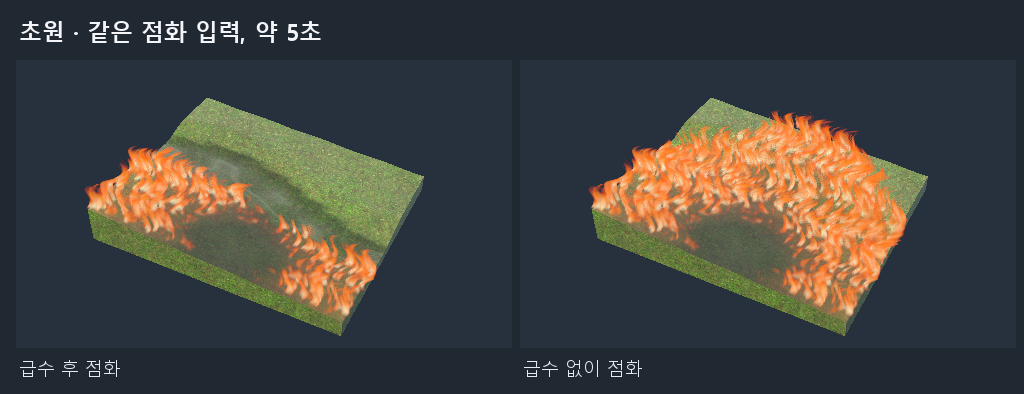 초원 · 같은 점화 입력, 약 5초
급수 후 점화
급수 없이 점화